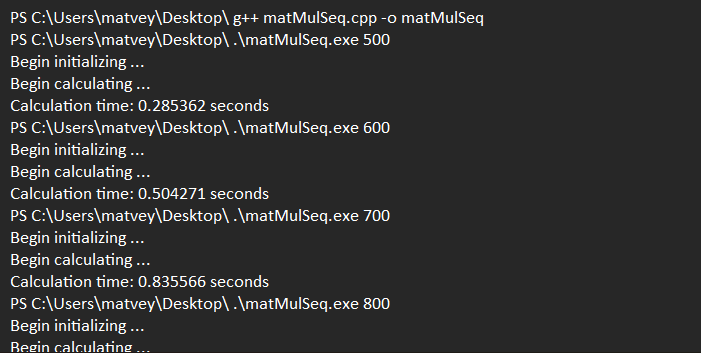 PS C:\Users\matvey\Desktop\ g++ matMulSeq.cpp -o matMulSeq
PS C:\Users\matvey\Desktop\ .\matMulSeq.exe 500
Begin initializing ...
Begin calculating ...
Calculation time: 0.285362 seconds
PS C:\Users\matvey\Desktop\ .\matMulSeq.exe 600
Begin initializing ...
Begin calculating ...
Calculation time: 0.504271 seconds
PS C:\Users\matvey\Desktop\ .\matMulSeq.exe 700
Begin initializing ...
Begin calculating ...
Calculation time: 0.835566 seconds
PS C:\Users\matvey\Desktop\ .\matMulSeq.exe 800
Begin initializing ...
Begin calculating ...